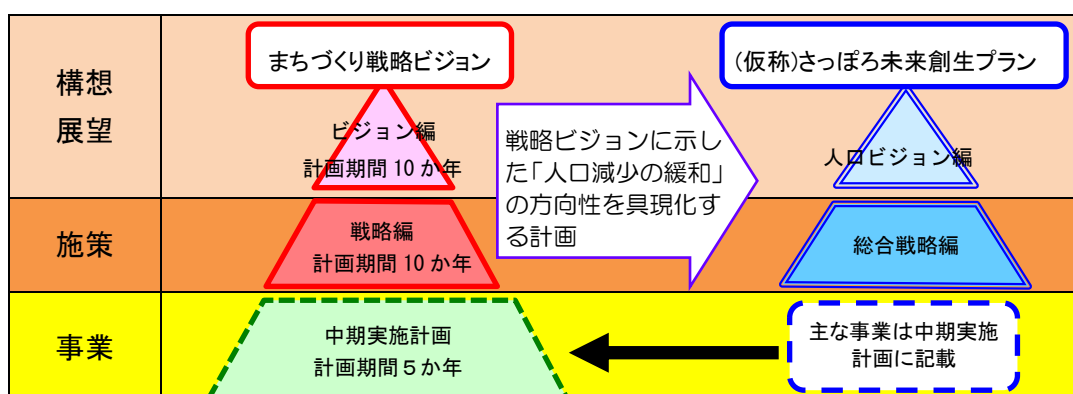 構想
展望
まちづくり戦略ビジョン
ビジョン編
計画期間 10 か年
戦略ビジョンに示し
た「人口減少の緩和」
の方向性を具現化す
る計画
(仮称)さっぽろ未来創生プラン
人口ビジョン編
施策
戦略編
計画期間 10 か年
総合戦略編
事業
中期実施計画
計画期間５か年
主な事業は中期実施
計画に記載